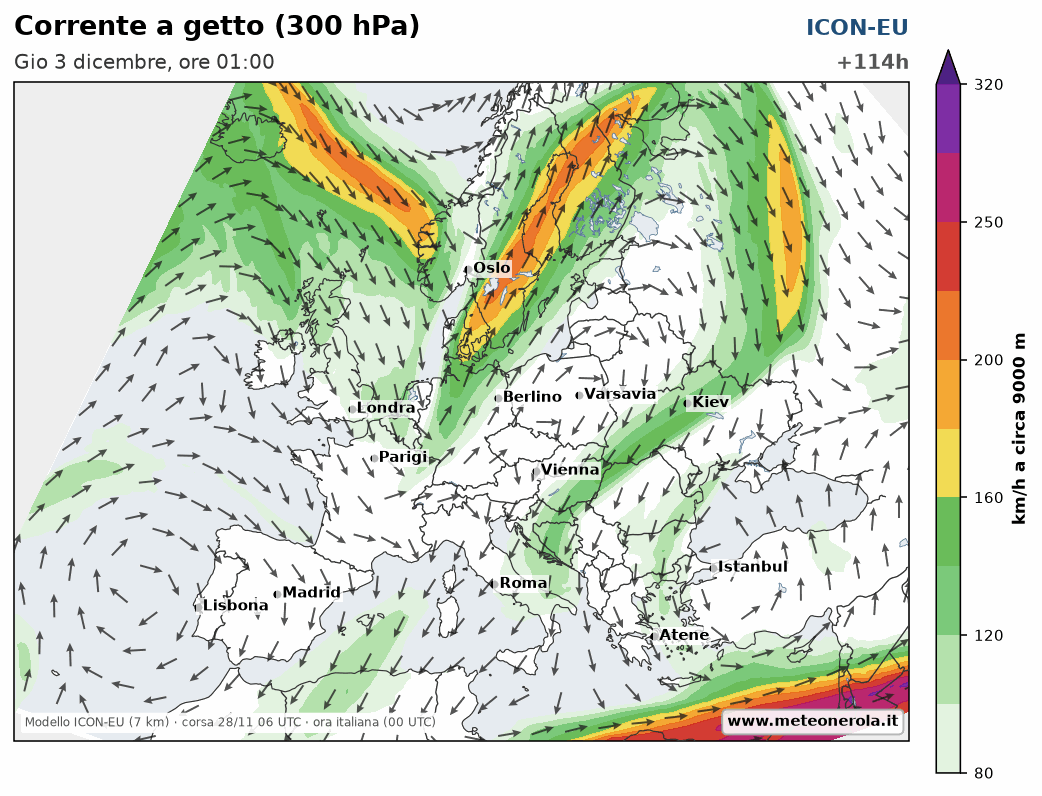 Corrente a getto (300 hPa)
ICON-EU
Gio 3 dicembre, ore 01:00
+114h
320
250
200
160
120
80
km/h a circa 9000 m
Oslo
Londra
Berlino
Varsavia
Kiev
Parigi
Vienna
Istanbul
Roma
Madrid
Lisbona
Atene
Modello ICON-EU (7 km) · corsa 28/11 06 UTC · ora italiana (00 UTC)
www.meteonerola.it